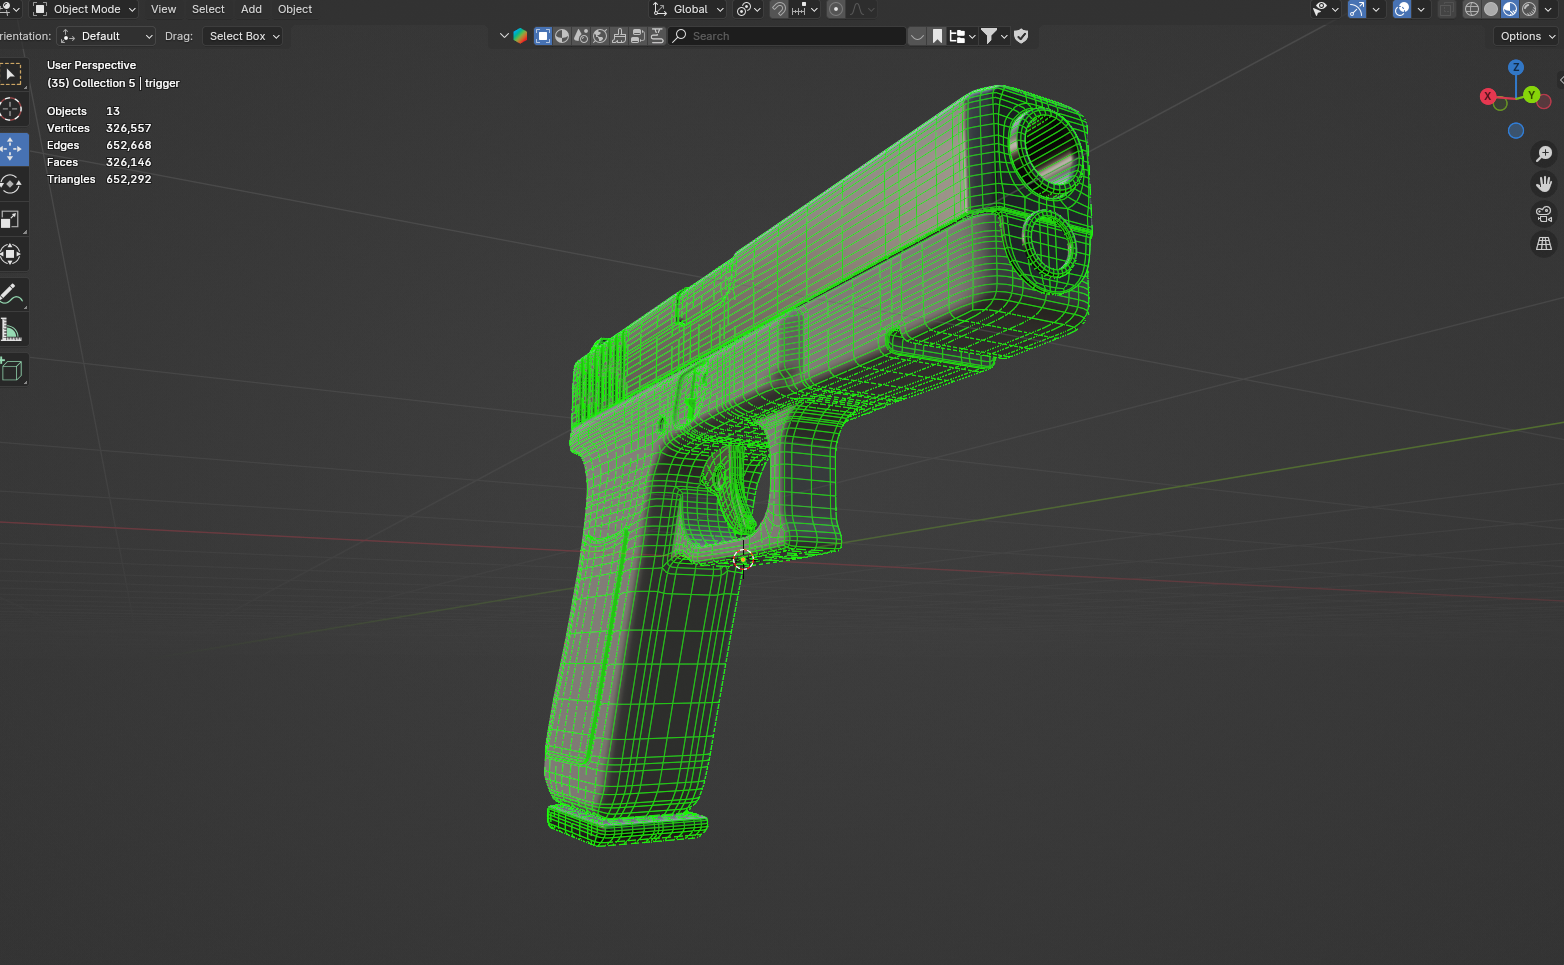 Object Mode View Select Add Object Global
rientation: Default Drag: Select Box Search Options
User Perspective
(35) Collection 5 | trigger
Objects 13
Vertices 326,557
Edges 652,668
Faces 326,146
Triangles 652,292
Z
X Y